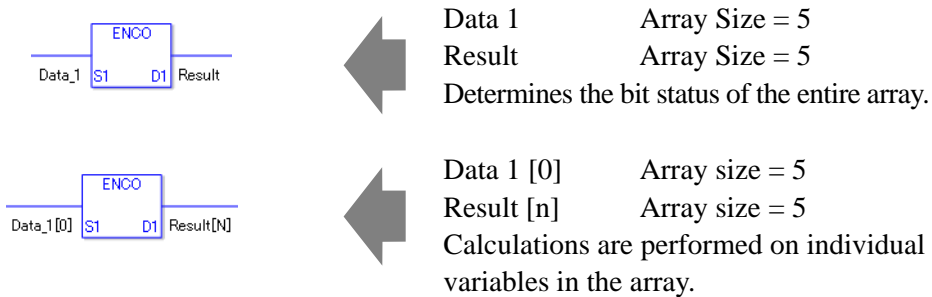 ENCO
Data_1 S1 D1 Result
Data 1 Array Size = 5
Result Array Size = 5
Determines the bit status of the entire array.
ENCO
Data_1[0] S1 D1 Result[N]
Data 1 [0] Array size = 5
Result [n] Array size = 5
Calculations are performed on individual
variables in the array.